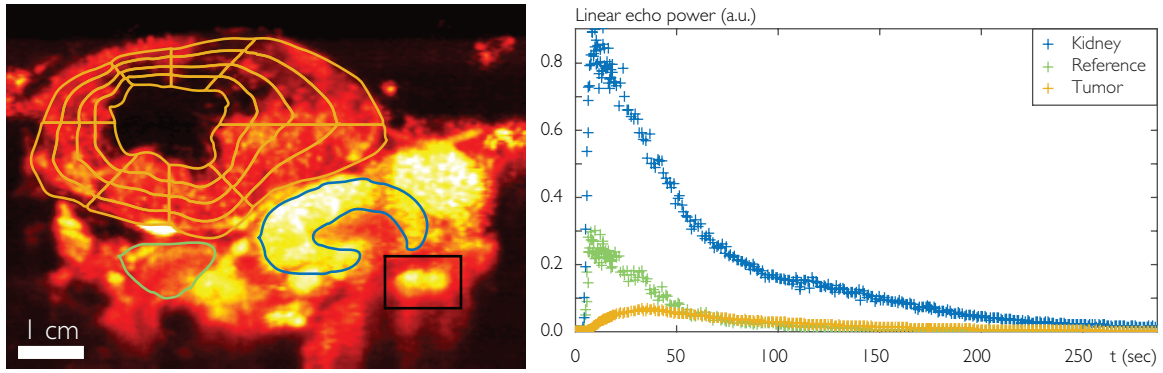 1 cm
Linear echo power (a.u.)
Kidney
Reference
Tumor
0.8
0.6
0.4
0.2
0.0
0 50 100 150 200 250 t (sec)